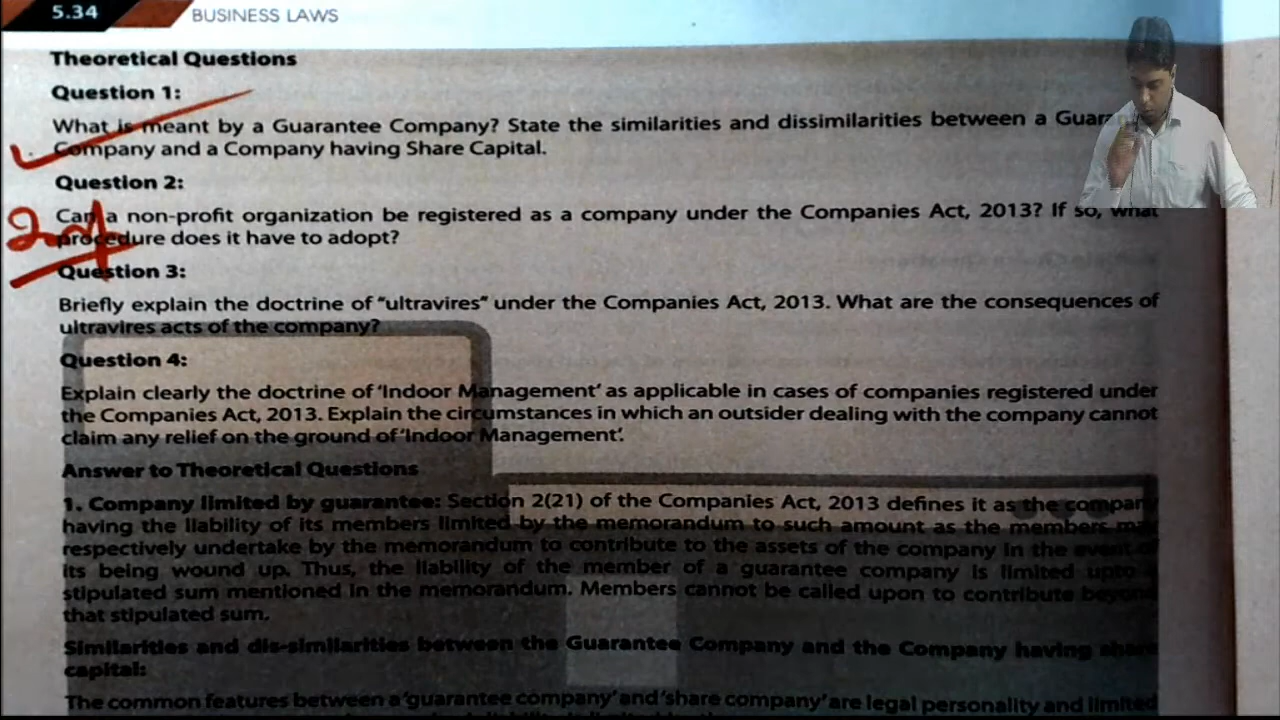 5.34 BUSINESS LAWS
Theoretical Questions
Question 1:
What is meant by a Guarantee Company? State the similarities and dissimilarities between a
Company and a Company having Share Capital.
Question 2:
Can a non-profit organization be registered as a company under the Companies Act, 2013? If so, what
procedure does it have to adopt?
Question 3:
Briefly explain the doctrine of "ultravires" under the Companies Act, 2013. What are the consequences of
ultravires acts of the company?
Question 4:
Explain clearly the doctrine of 'Indoor Management' as applicable in cases of companies registered under
the Companies Act, 2013. Explain the circumstances in which an outsider dealing with the company cannot
claim any relief on the ground of 'Indoor Management'.
Answer to Theoretical Questions
1. Company limited by guarantee: Section 2(21) of the Companies Act, 2013 defines it as the company
having the liability of its members limited by the memorandum to such amount as the members may
respectively undertake by the memorandum to contribute to the assets of the company in the event of
its being wound up. Thus, the liability of the member of a guarantee company is limited upto
stipulated sum mentioned in the memorandum. Members cannot be called upon to contribute beyond
that stipulated sum.
Similarities and dis-similarities between the Guarantee Company and the Company having share
capital:
The common features between a 'guarantee company' and 'share company' are legal personality and limited